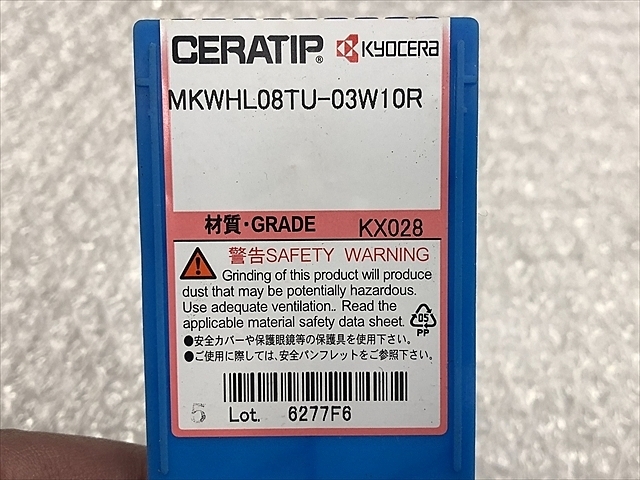 CERATIP® KYOCERA
MKWHL08TU-03W10R
材質・GRADE KX028
警告SAFETY WARNING
Grinding of this product will produce
dust that may be potentially hazardous.
Use adequate ventilation.. Read the
applicable material safety data sheet.
05
PP
●安全カバーや保護眼鏡等の保護具を使用下さい。
●ご使用に際しては、安全パンフレットをご参照下さい。
5 Lot. 6277F6